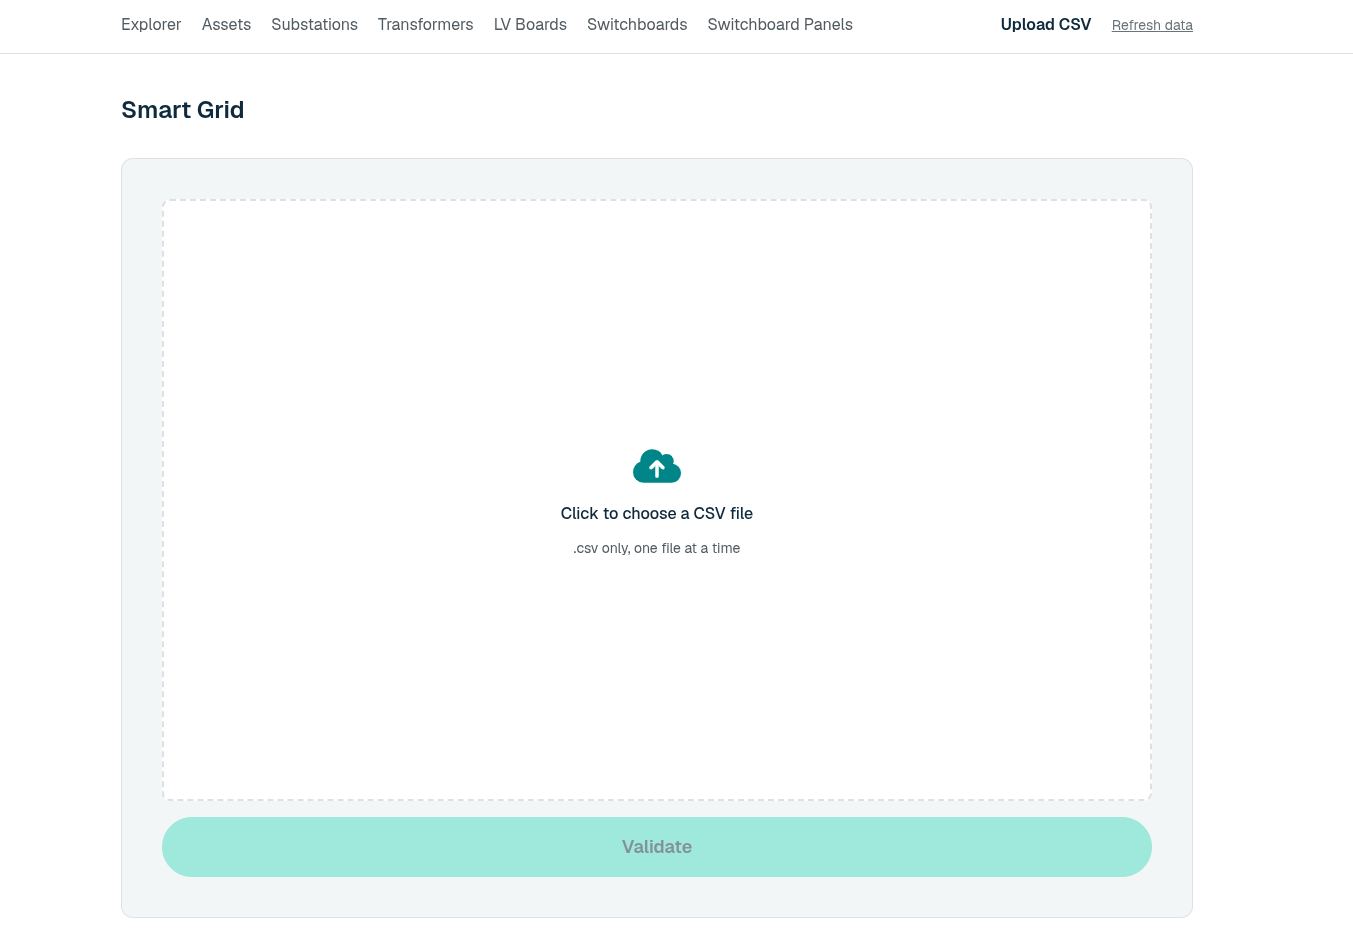 Explorer Assets Substations Transformers LV Boards Switchboards Switchboard Panels Upload CSV Refresh data
Smart Grid
Click to choose a CSV file
.csv only, one file at a time
Validate